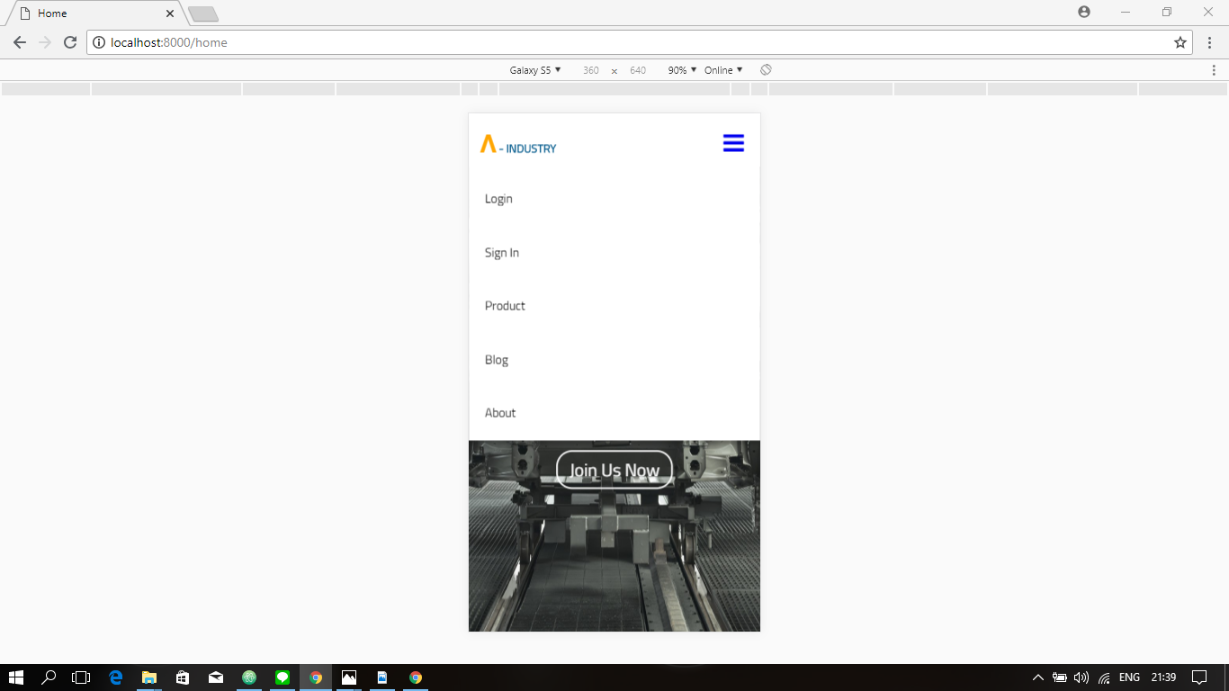 Home
localhost:8000/home
Galaxy S5 ▼ 360 x 640 90% ▼ Online ▼
Λ - INDUSTRY
Login
Sign In
Product
Blog
About
Join Us Now
ENG 21:39